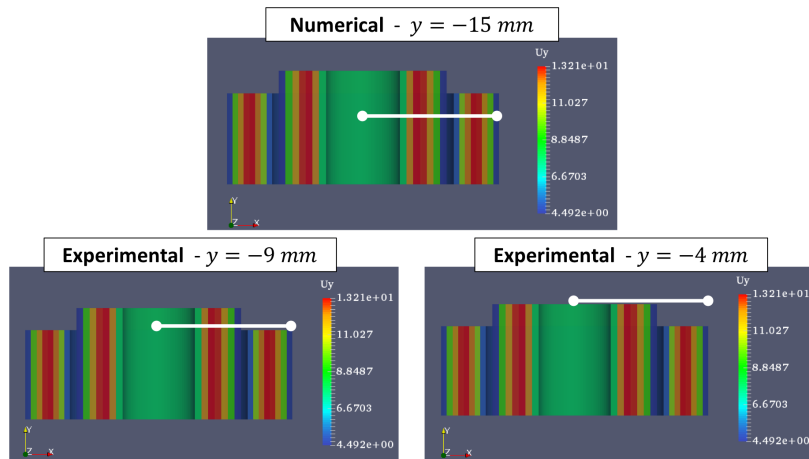 Numerical - y = −15 mm
Uy
1.321e+01
11.027
8.8487
6.6703
4.492e+00
Y
Z X
Experimental - y = −9 mm
Uy
1.321e+01
11.027
8.8487
6.6703
4.492e+00
Y
Z X
Experimental - y = −4 mm
Uy
1.321e+01
11.027
8.8487
6.6703
4.492e+00
Y
Z X